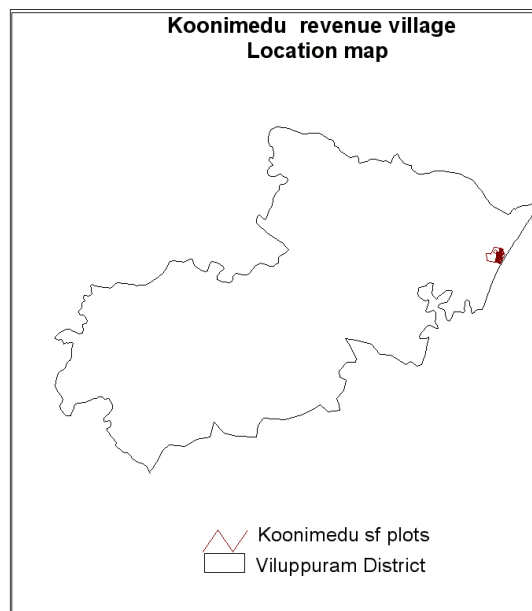 Koonimedu revenue village
Location map
Koonimedu sf plots
Viluppuram District